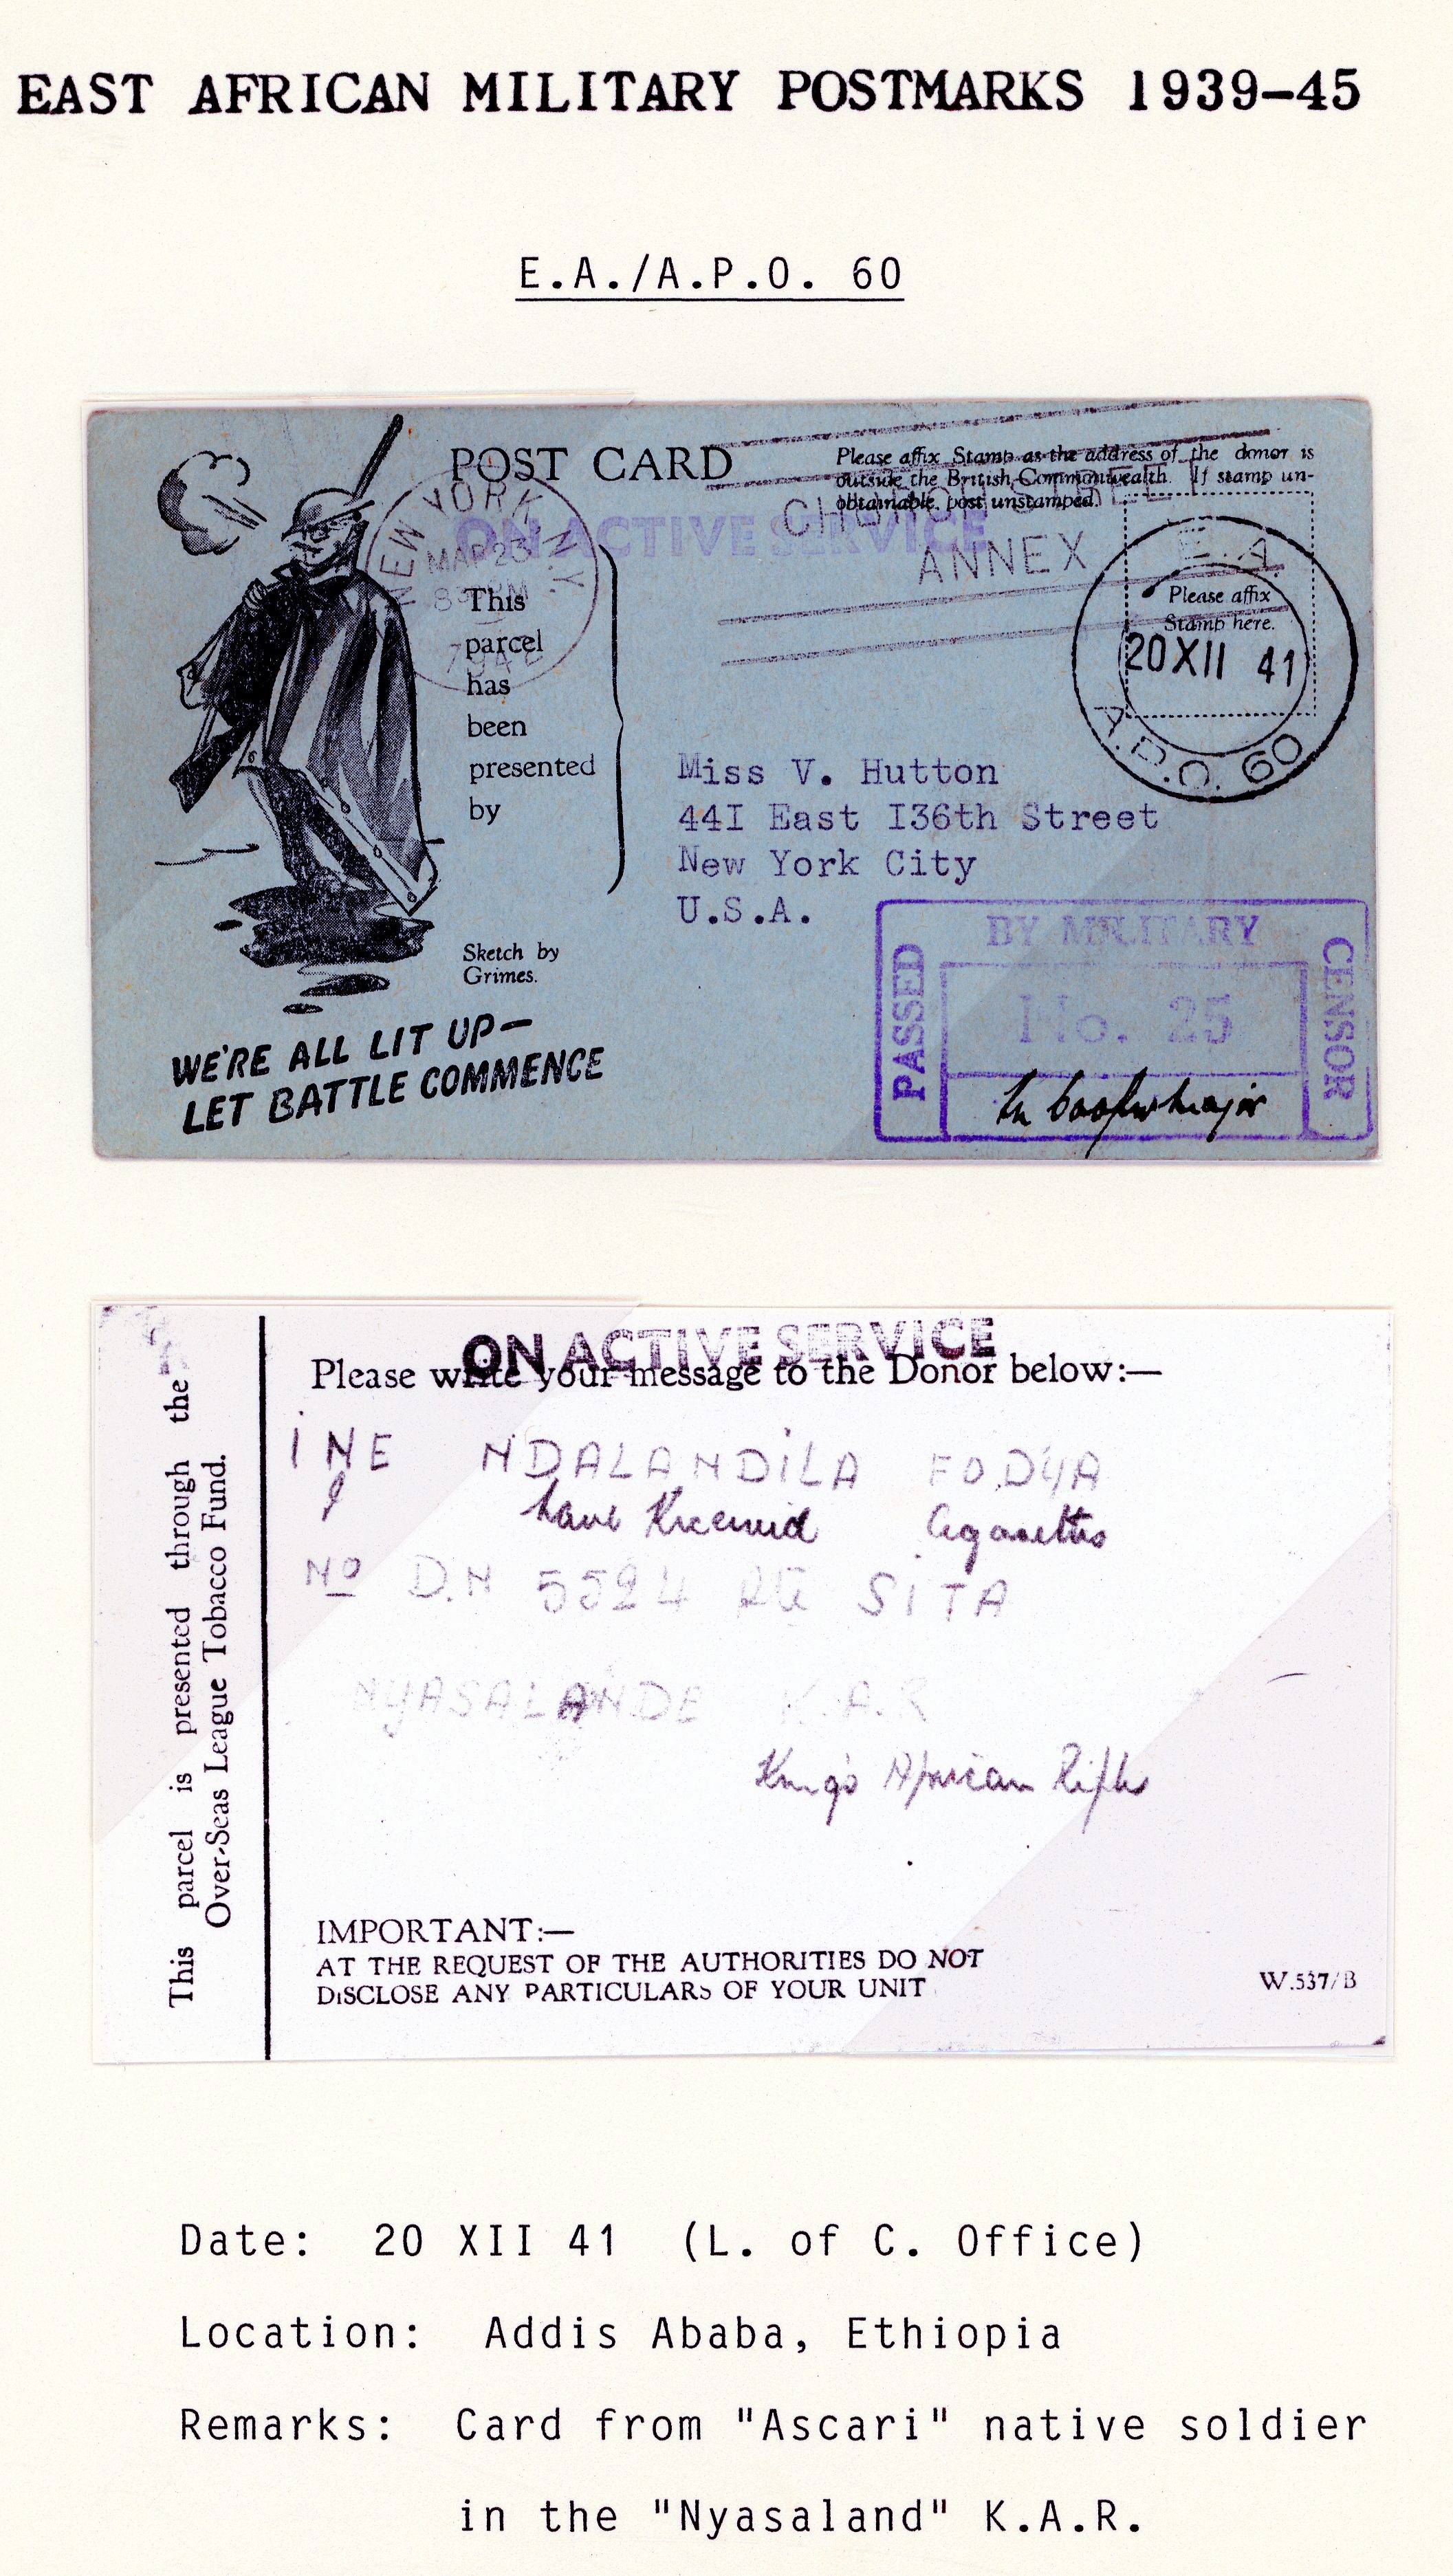 EAST AFRICAN MILITARY POSTMARKS 1939–45
E.A./A.P.O. 60
POST CARD
Please affix Stamp as the address of the donor is
outside the British Commonwealth. If stamp un-
obtainable, post unstamped.
NEW YORK N.Y.
MAR 23
ON ACTIVE SERVICE
ANNEX
E.A.
Please affix
Stamp here.
20 XII 41
A.P.O. 60
This
parcel
has
been
presented
by
Miss V. Hutton
44I East I36th Street
New York City
U.S.A.
Sketch by
Grimes.
WE'RE ALL LIT UP—
LET BATTLE COMMENCE
PASSED
BY MILITARY
CENSOR
No. 25
major
This parcel is presented through the
Over-Seas League Tobacco Fund.
ON ACTIVE SERVICE
Please write your message to the Donor below:—
INE NDALANDILA FODYA
I have Received Cigarettes
No D.N 5524 SITA
NYASALANDE K.A.R
King's African Rifles
IMPORTANT:—
AT THE REQUEST OF THE AUTHORITIES DO NOT
DISCLOSE ANY PARTICULARS OF YOUR UNIT
W.537/B
Date: 20 XII 41 (L. of C. Office)
Location: Addis Ababa, Ethiopia
Remarks: Card from "Ascari" native soldier
in the "Nyasaland" K.A.R.